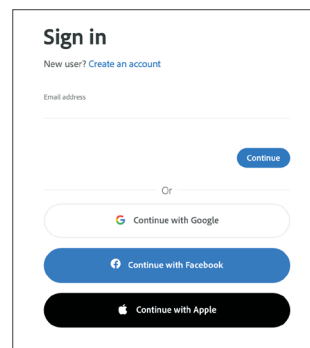 Sign in
New user? Create an account
Email address
Continue
Or
Continue with Google
Continue with Facebook
Continue with Apple